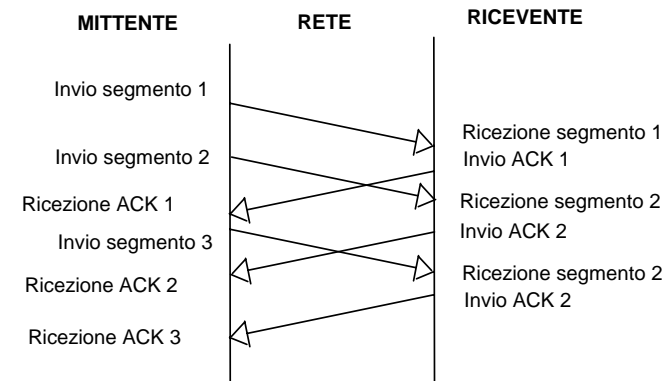 MITTENTE
RETE
RICEVENTE
Invio segmento 1
Ricezione segmento 1
Invio ACK 1
Invio segmento 2
Ricezione ACK 1
Ricezione segmento 2
Invio ACK 2
Invio segmento 3
Ricezione ACK 2
Ricezione segmento 2
Invio ACK 2
Ricezione ACK 3